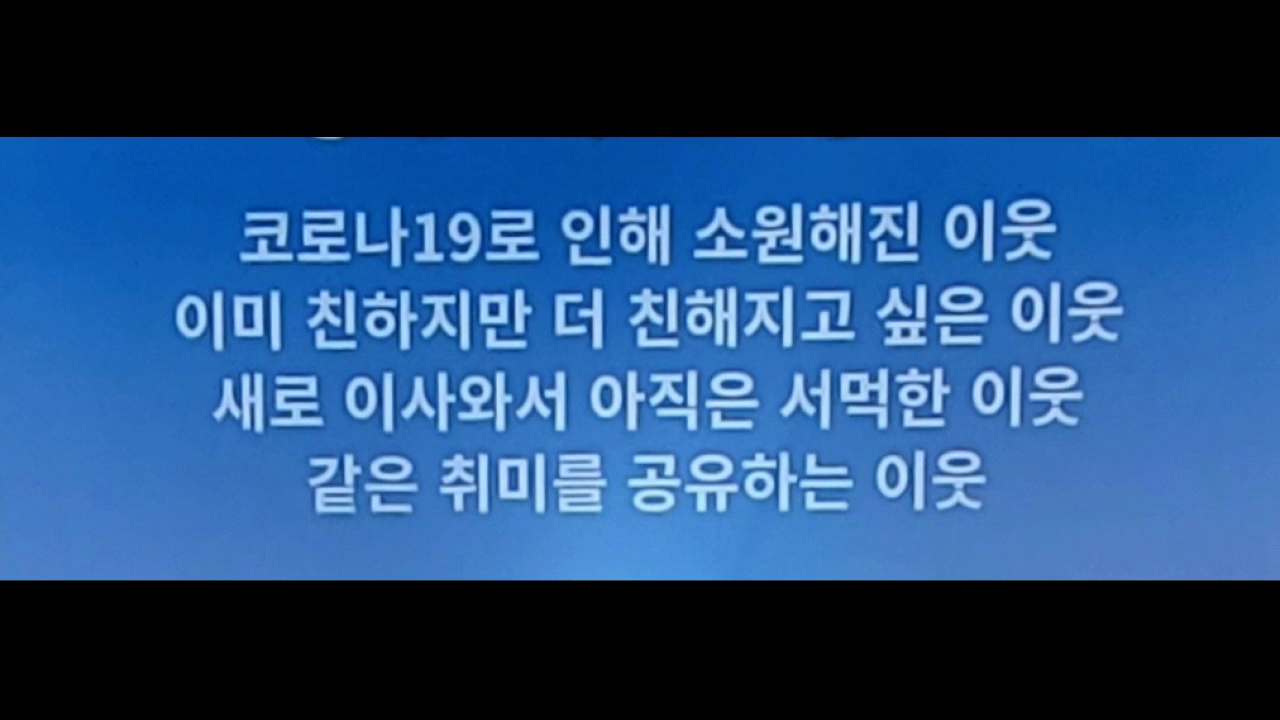 코로나19로 인해 소원해진 이웃
이미 친하지만 더 친해지고 싶은 이웃
새로 이사와서 아직은 서먹한 이웃
같은 취미를 공유하는 이웃